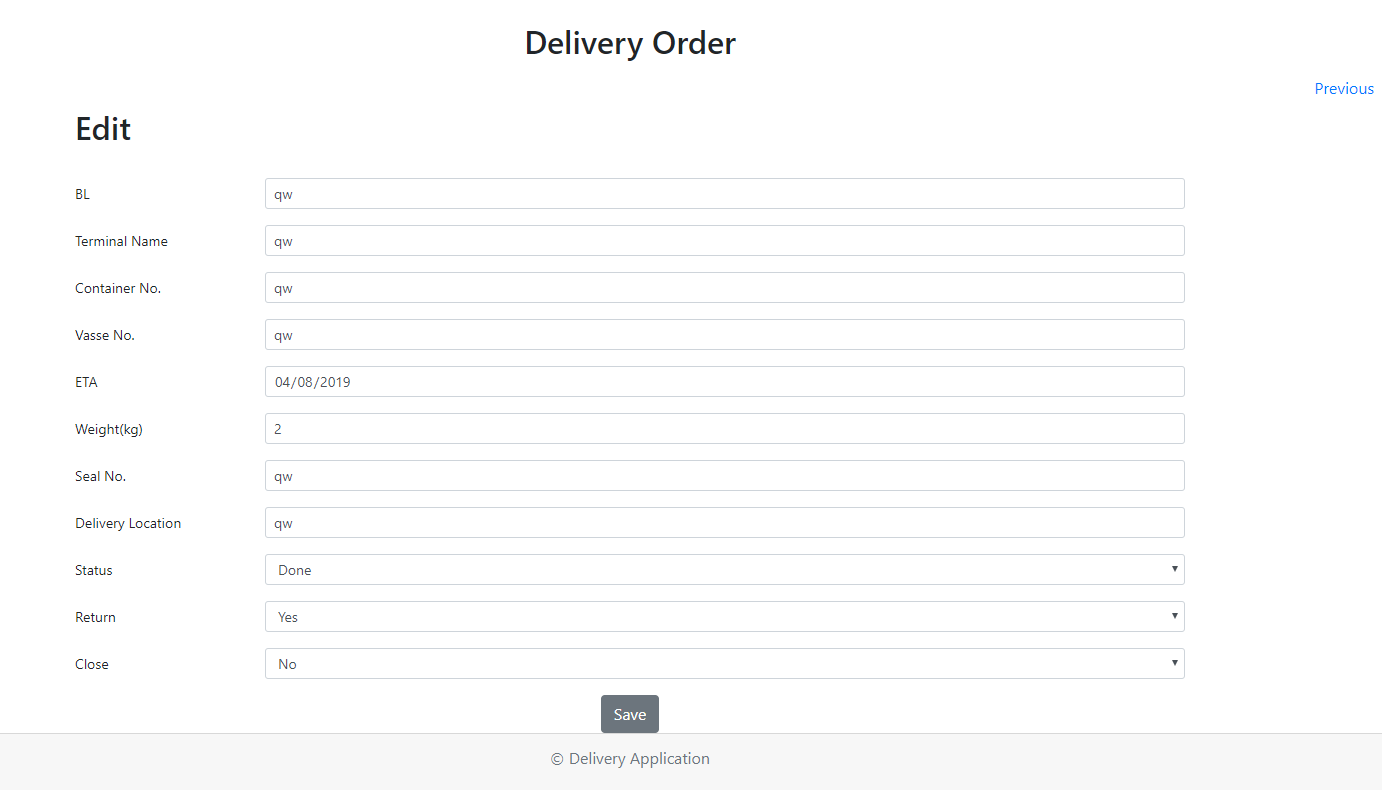 Delivery Order
Previous
Edit
BL qw
Terminal Name qw
Container No. qw
Vasse No. qw
ETA 04/08/2019
Weight(kg) 2
Seal No. qw
Delivery Location qw
Status Done
Return Yes
Close No
Save
© Delivery Application